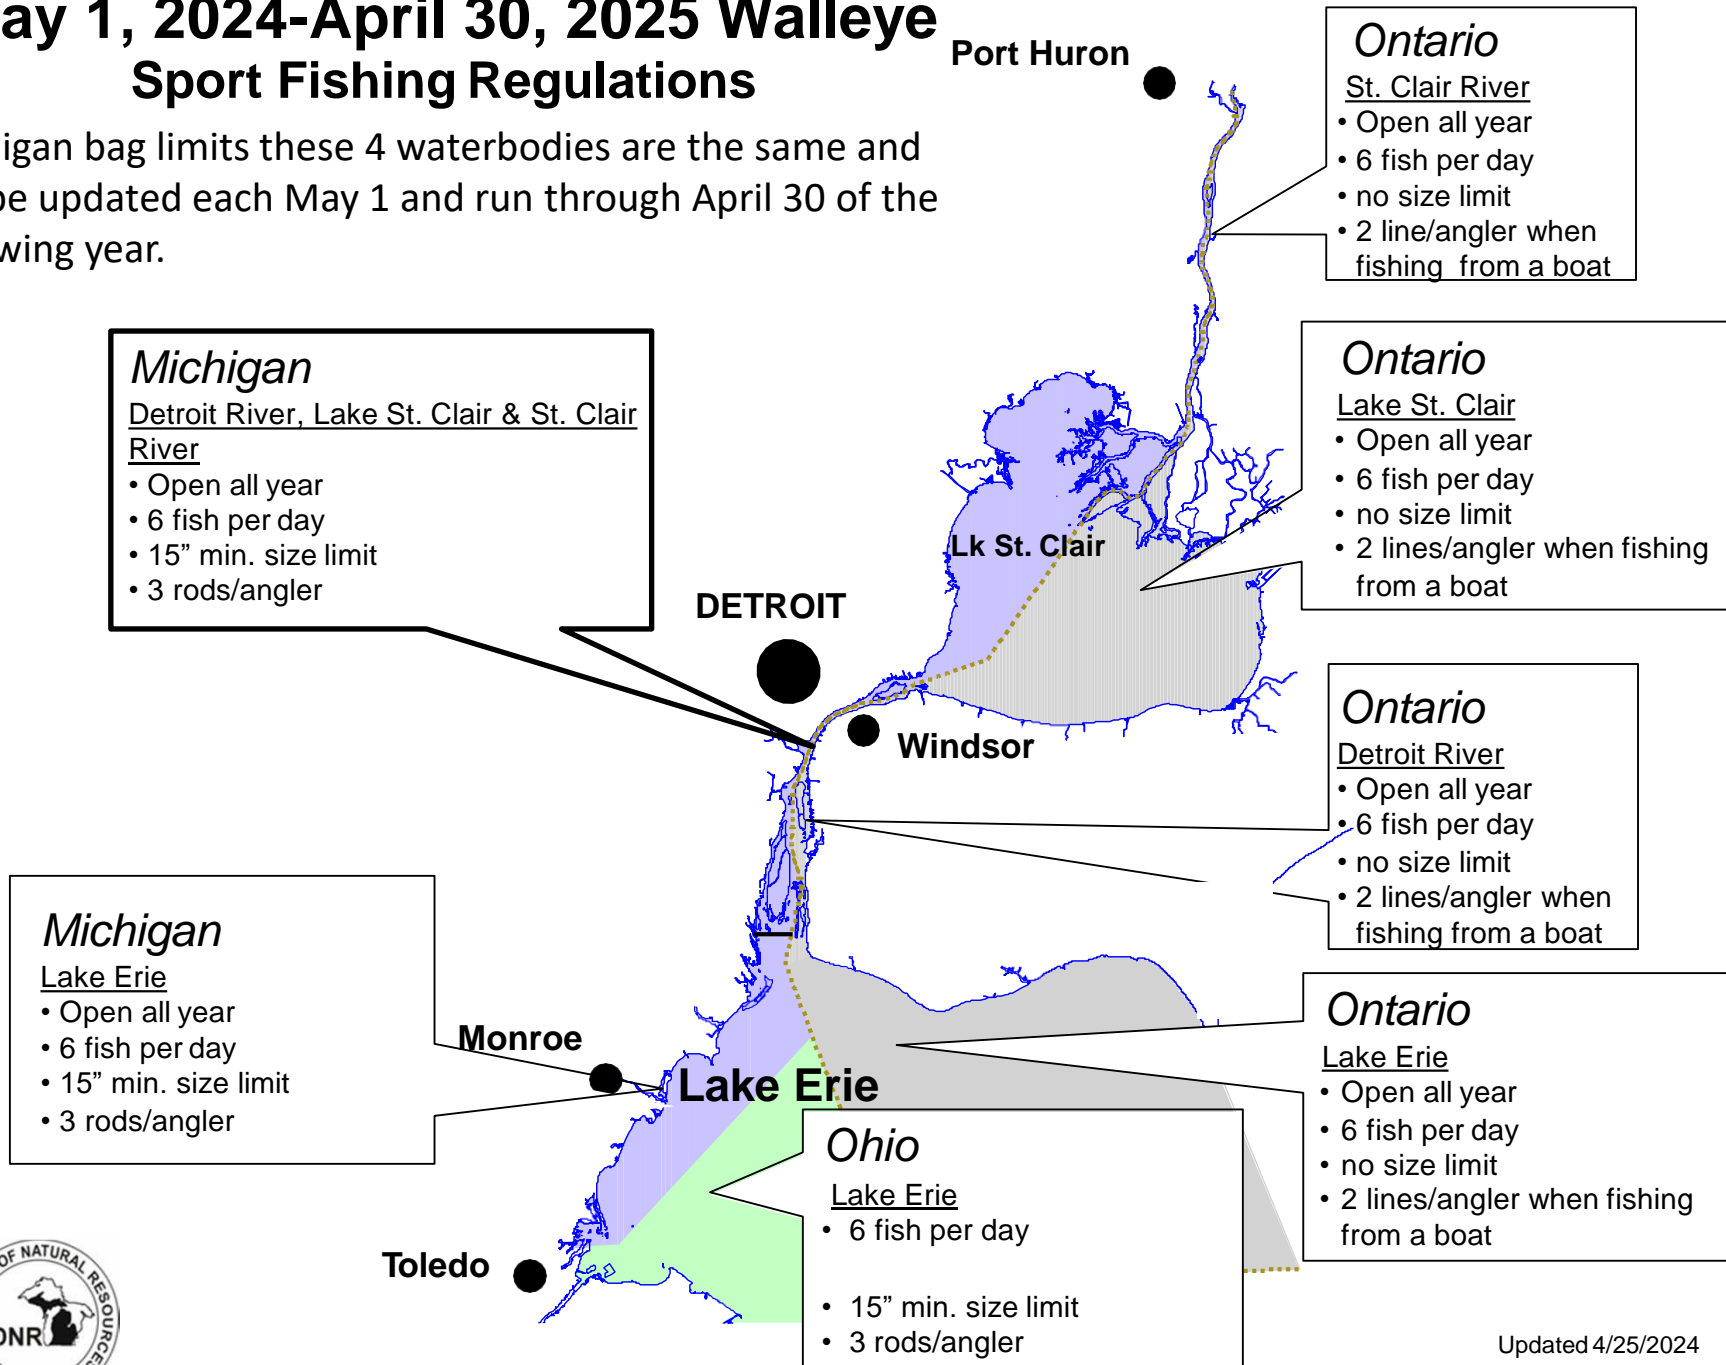 ay 1, 2024-April 30, 2025 Walleye
Sport Fishing Regulations
igan bag limits these 4 waterbodies are the same and
be updated each May 1 and run through April 30 of the
wing year.
Port Huron
Ontario
St. Clair River
• Open all year
• 6 fish per day
• no size limit
• 2 line/angler when
fishing from a boat
Michigan
Detroit River, Lake St. Clair & St. Clair
River
• Open all year
• 6 fish per day
• 15” min. size limit
• 3 rods/angler
Ontario
Lake St. Clair
• Open all year
• 6 fish per day
• no size limit
• 2 lines/angler when fishing
from a boat
Lk St. Clair
DETROIT
Windsor
Ontario
Detroit River
• Open all year
• 6 fish per day
• no size limit
• 2 lines/angler when
fishing from a boat
Michigan
Lake Erie
• Open all year
• 6 fish per day
• 15” min. size limit
• 3 rods/angler
Monroe
Lake Erie
Ontario
Lake Erie
• Open all year
• 6 fish per day
• no size limit
• 2 lines/angler when fishing
from a boat
Ohio
Lake Erie
• 6 fish per day
• 15” min. size limit
• 3 rods/angler
Toledo
OF NATURAL RESOURCES
DNR
Updated 4/25/2024